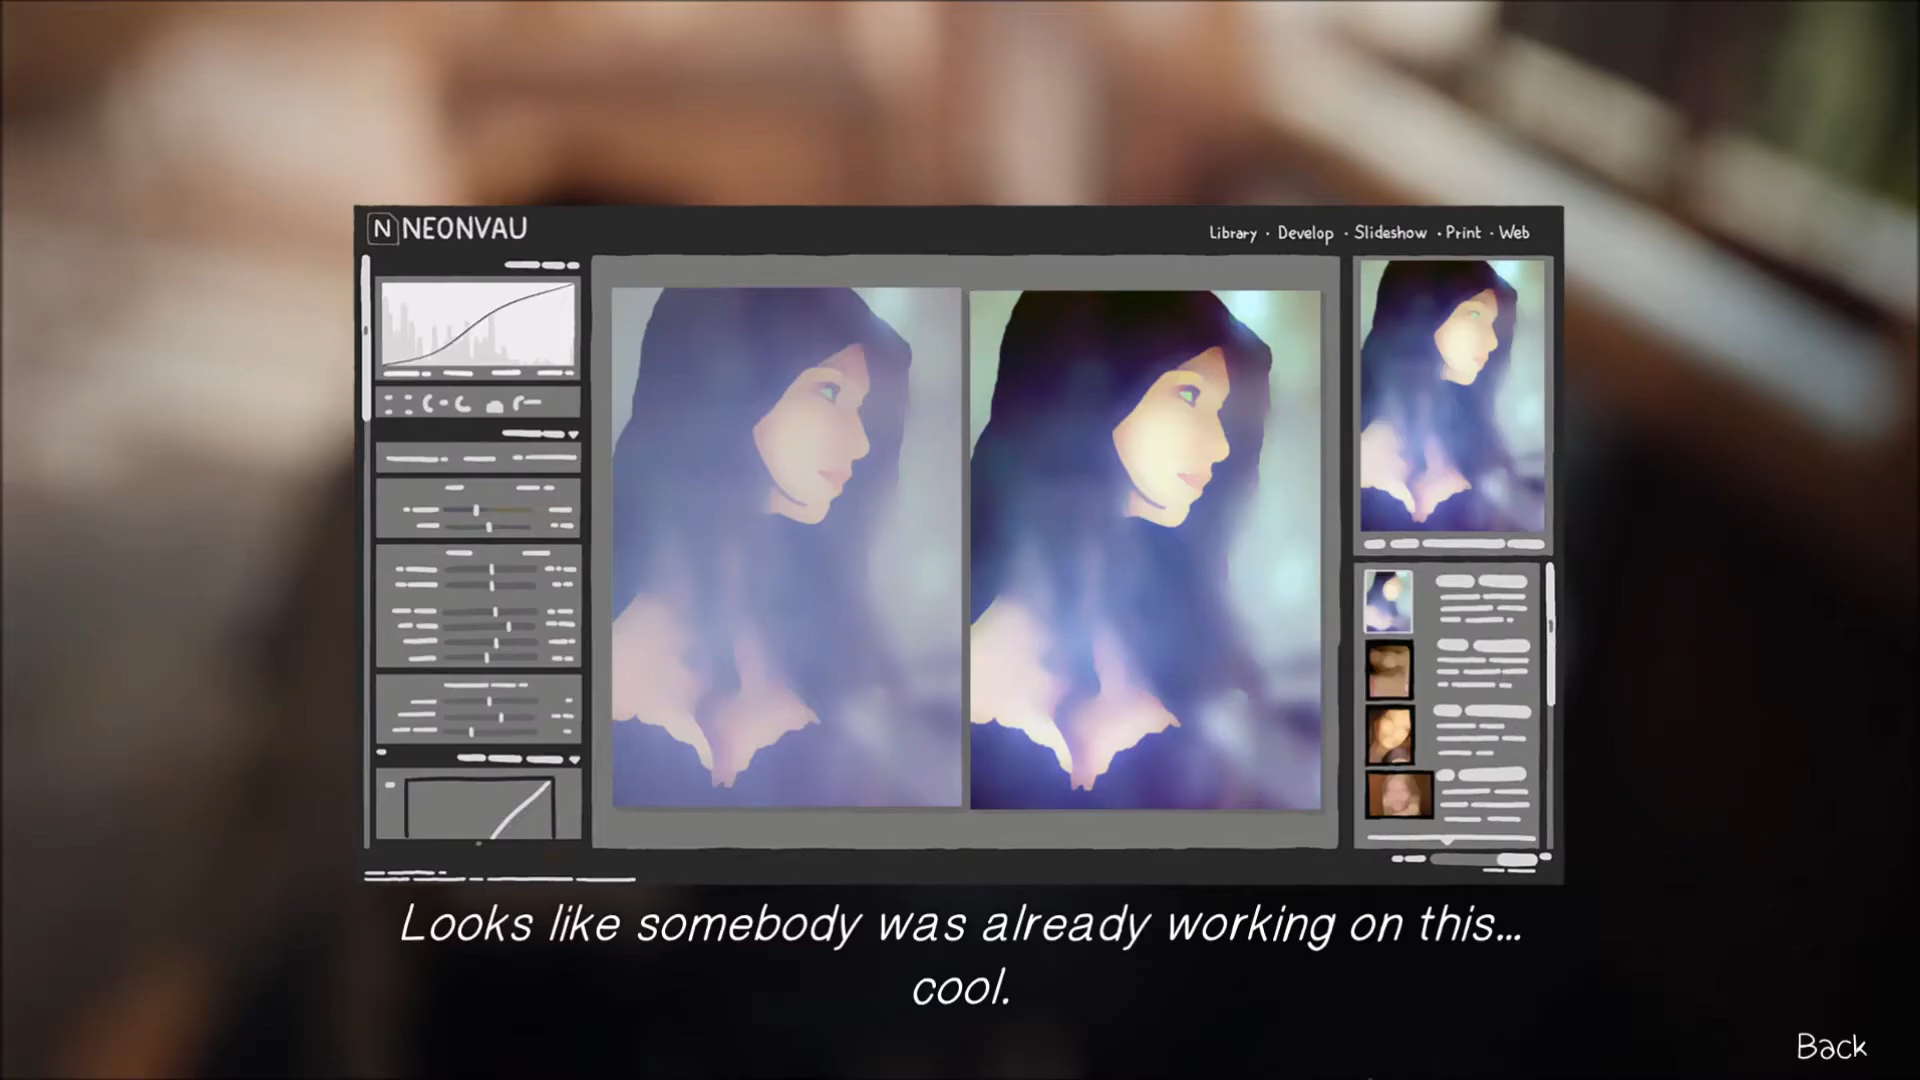 N NEONVAU
Library · Develop · Slideshow · Print · Web
Looks like somebody was already working on this...
cool.
Back